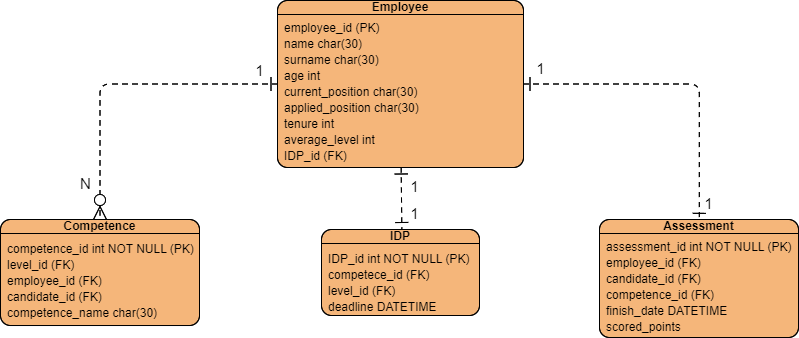 Employee
employee_id (PK)
name char(30)
surname char(30)
age int
current_position char(30)
applied_position char(30)
tenure int
average_level int
IDP_id (FK)
1
1
N
1
1
1
Competence
competence_id int NOT NULL (PK)
level_id (FK)
employee_id (FK)
candidate_id (FK)
competence_name char(30)
IDP
IDP_id int NOT NULL (PK)
competece_id (FK)
level_id (FK)
deadline DATETIME
Assessment
assessment_id int NOT NULL (PK)
employee_id (FK)
candidate_id (FK)
competence_id (FK)
finish_date DATETIME
scored_points